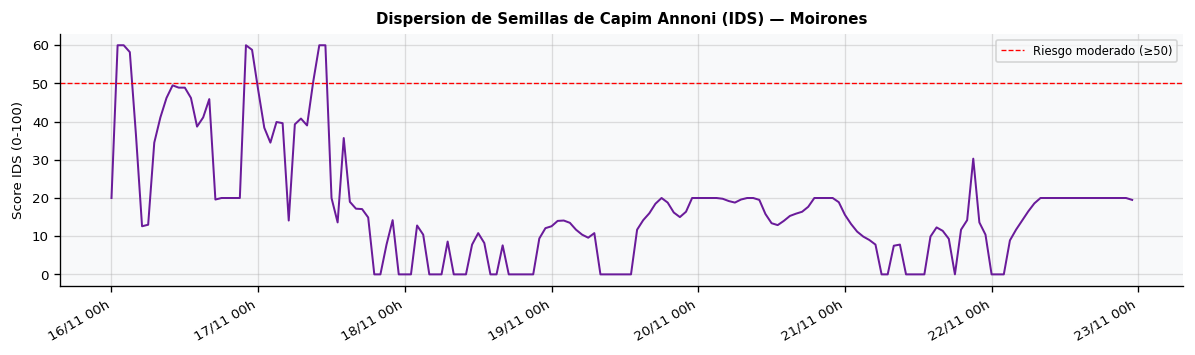 Dispersion de Semillas de Capim Annoni (IDS) — Moirones
Riesgo moderado (≥50)
Score IDS (0-100)
60
50
40
30
20
10
0
16/11 00h
17/11 00h
18/11 00h
19/11 00h
20/11 00h
21/11 00h
22/11 00h
23/11 00h